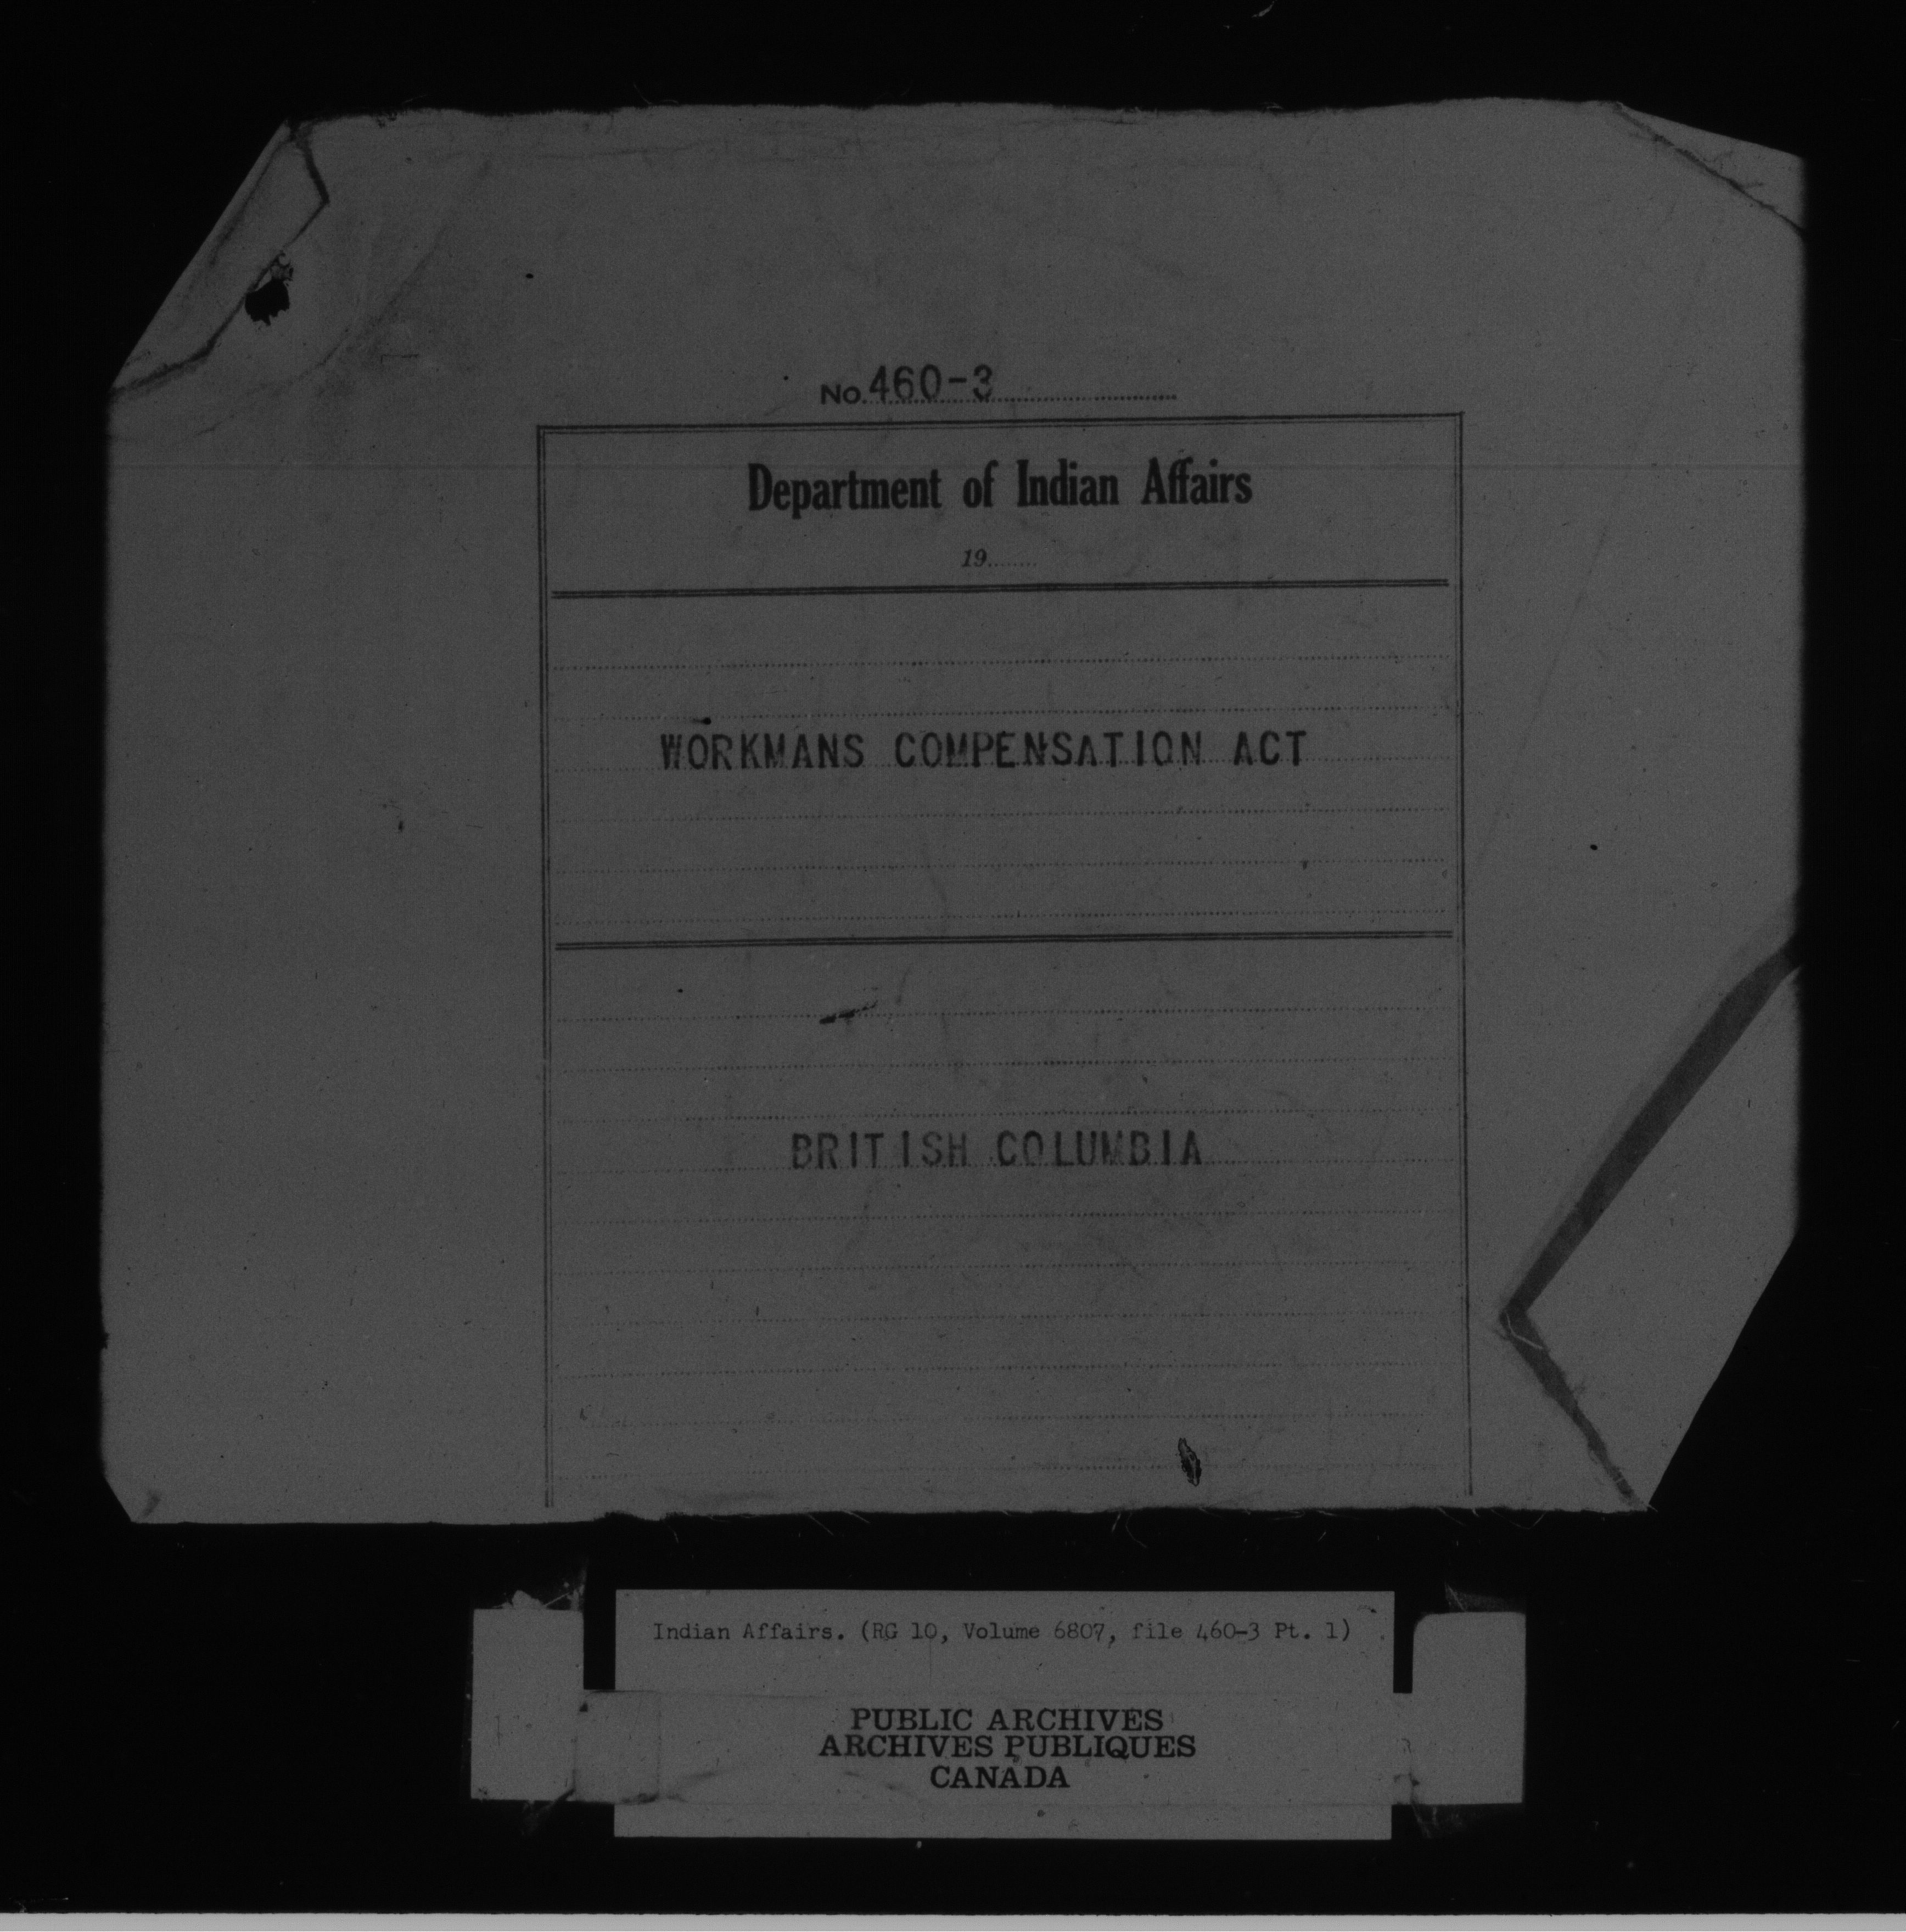 No. 460-3
Department of Indian Affairs
19
WORKMANS COMPENSATION ACT
BRITISH COLUMBIA
Indian Affairs. (RG 10, Volume 6807, file 460-3 Pt. 1)
PUBLIC ARCHIVES
ARCHIVES PUBLIQUES
CANADA